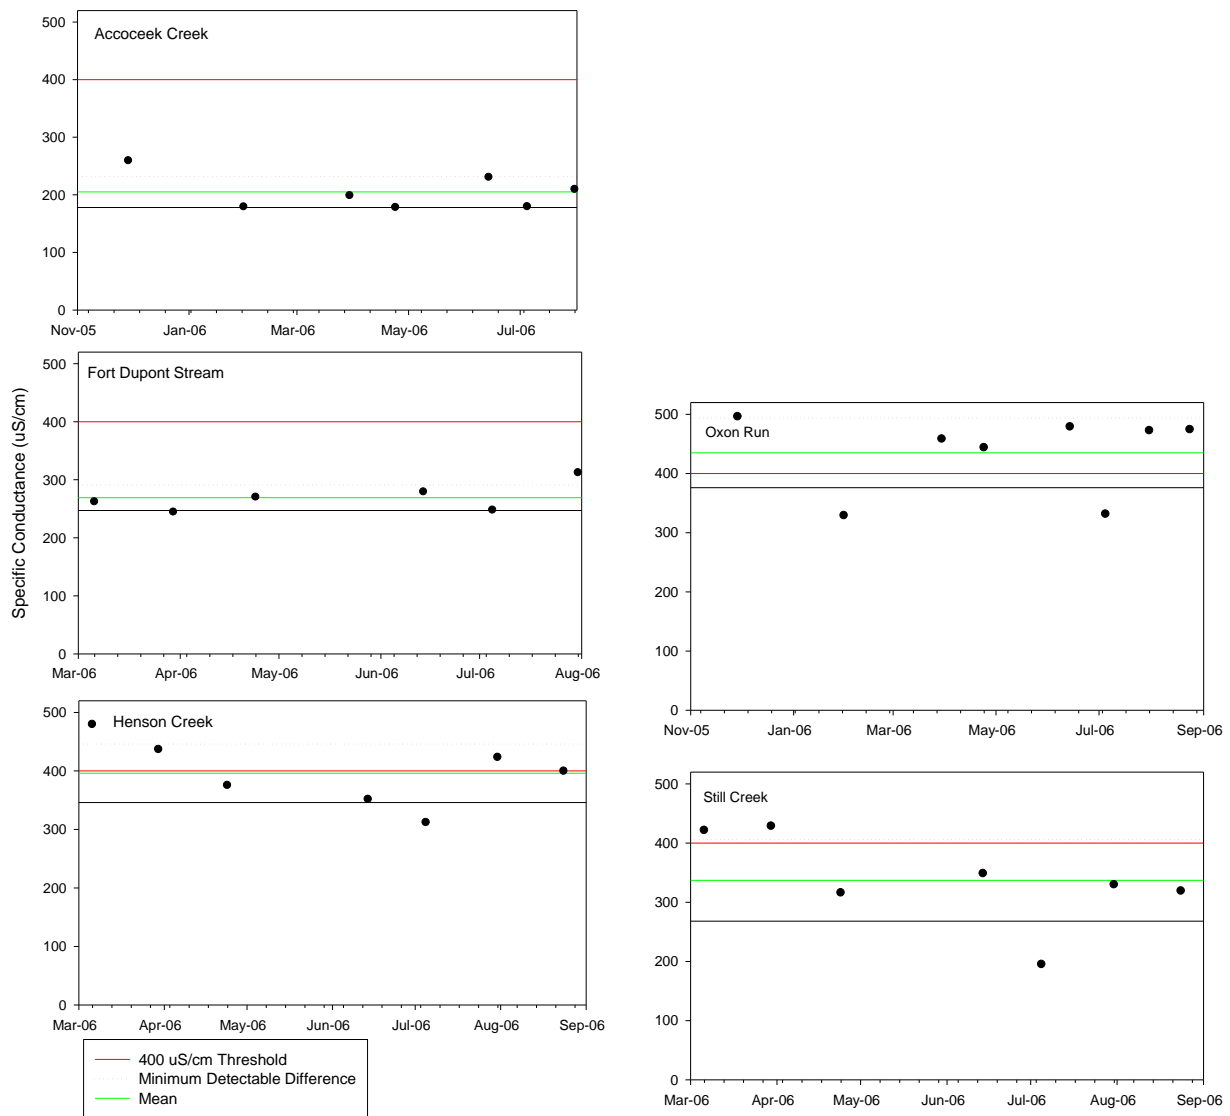 Specific Conductance (uS/cm)
Accoceek Creek
500
400
300
200
100
0
Nov-05 Jan-06 Mar-06 May-06 Jul-06
Fort Dupont Stream
500
400
300
200
100
0
Mar-06 Apr-06 May-06 Jun-06 Jul-06 Aug-06
Henson Creek
500
400
300
200
100
0
Mar-06 Apr-06 May-06 Jun-06 Jul-06 Aug-06 Sep-06
400 uS/cm Threshold
Minimum Detectable Difference
Mean
Oxon Run
500
400
300
200
100
0
Nov-05 Jan-06 Mar-06 May-06 Jul-06 Sep-06
Still Creek
500
400
300
200
100
0
Mar-06 Apr-06 May-06 Jun-06 Jul-06 Aug-06 Sep-06